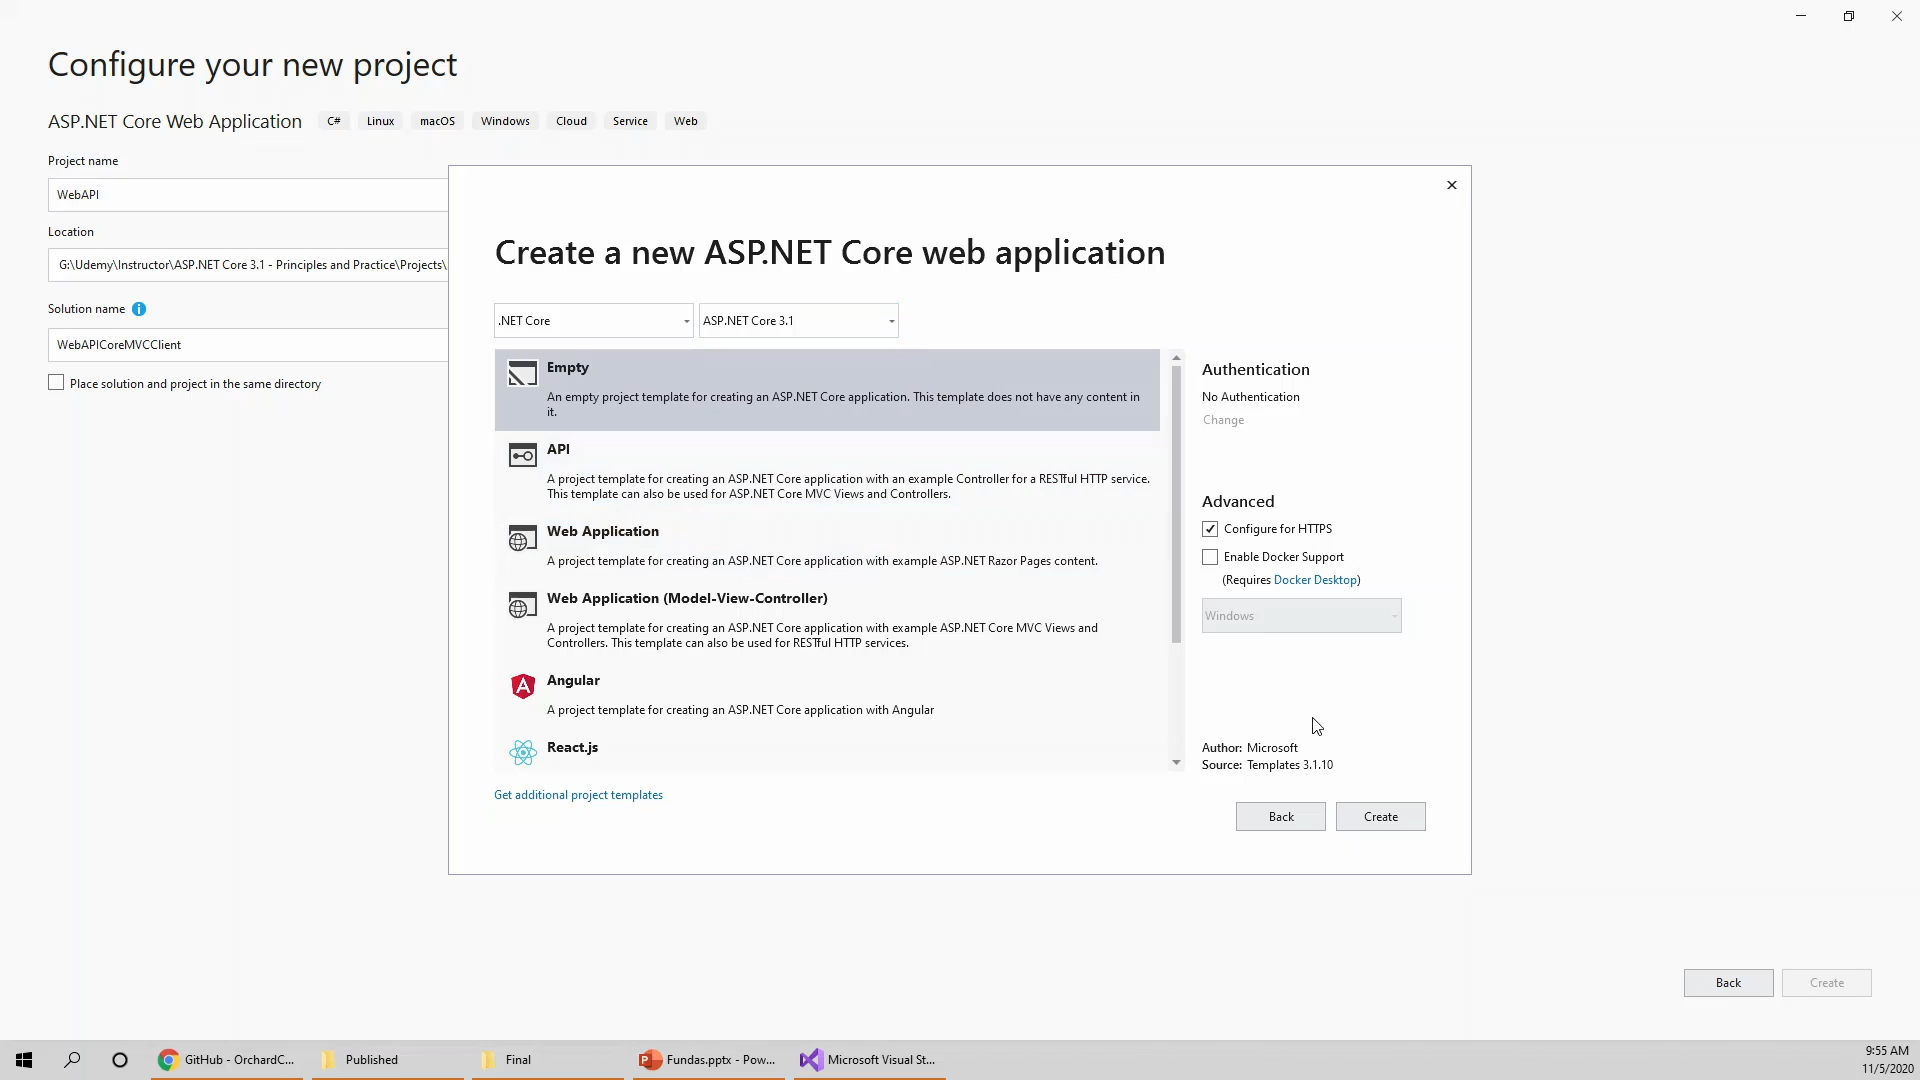 Configure your new project
ASP.NET Core Web Application C# Linux macOS Windows Cloud Service Web
Project name
WebAPI
Location
G:\Udemy\Instructor\ASP.NET Core 3.1 - Principles and Practice\Projects\
Solution name
WebAPICoreMVCClient
Place solution and project in the same directory
Create a new ASP.NET Core web application
.NET Core
ASP.NET Core 3.1
Empty
An empty project template for creating an ASP.NET Core application. This template does not have any content in
it.
API
A project template for creating an ASP.NET Core application with an example Controller for a RESTful HTTP service.
This template can also be used for ASP.NET Core MVC Views and Controllers.
Web Application
A project template for creating an ASP.NET Core application with example ASP.NET Razor Pages content.
Web Application (Model-View-Controller)
A project template for creating an ASP.NET Core application with example ASP.NET Core MVC Views and
Controllers. This template can also be used for RESTful HTTP services.
Angular
A project template for creating an ASP.NET Core application with Angular
React.js
Get additional project templates
Authentication
No Authentication
Change
Advanced
Configure for HTTPS
Enable Docker Support
(Requires Docker Desktop)
Windows
Author: Microsoft
Source: Templates 3.1.10
Back
Create
Back
Create
GitHub - OrchardC...
Published
Final
Fundas.pptx - Pow...
Microsoft Visual St...
9:55 AM
11/5/2020